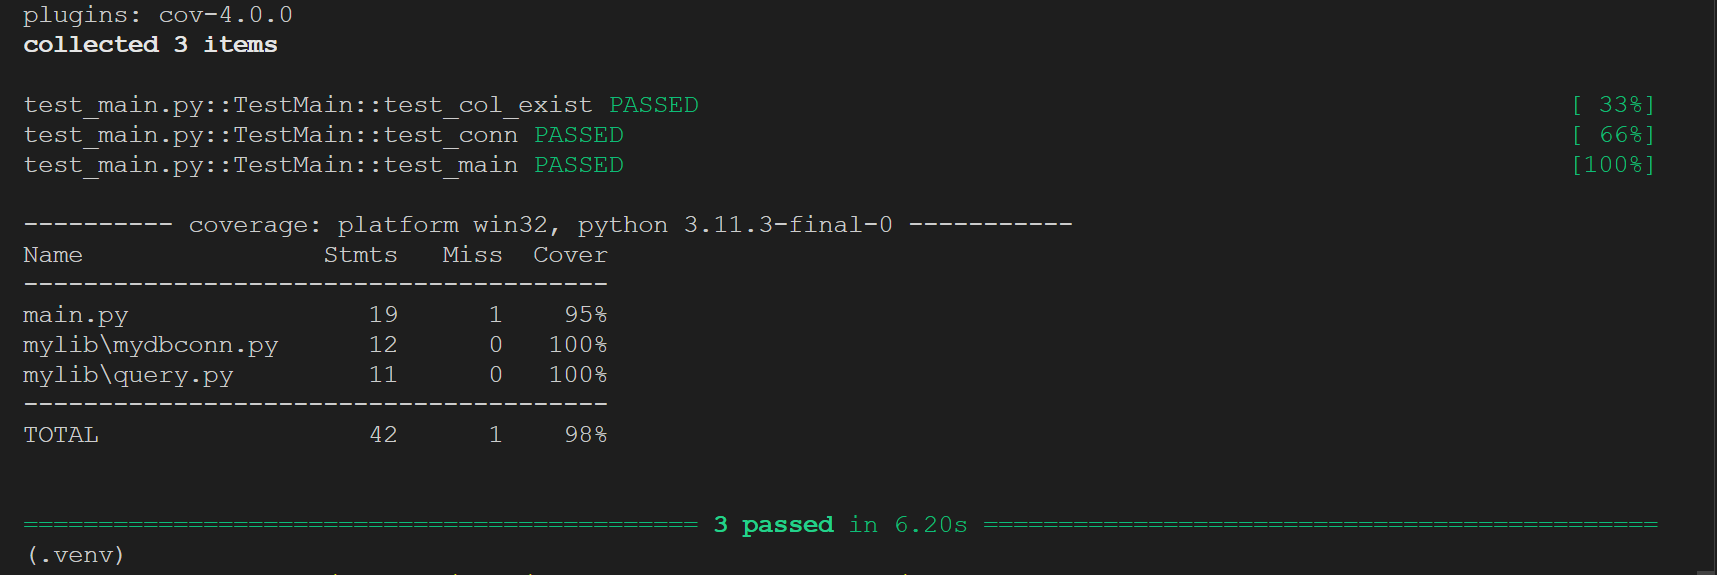 plugins: cov-4.0.0
collected 3 items
test_main.py::TestMain::test_col_exist PASSED [ 33%]
test_main.py::TestMain::test_conn PASSED [ 66%]
test_main.py::TestMain::test_main PASSED [100%]
---------- coverage: platform win32, python 3.11.3-final-0 -----------
Name Stmts Miss Cover
---------------------------------------
main.py 19 1 95%
mylib\mydbconn.py 12 0 100%
mylib\query.py 11 0 100%
---------------------------------------
TOTAL 42 1 98%
============================================= 3 passed in 6.20s =============================================
(.venv)